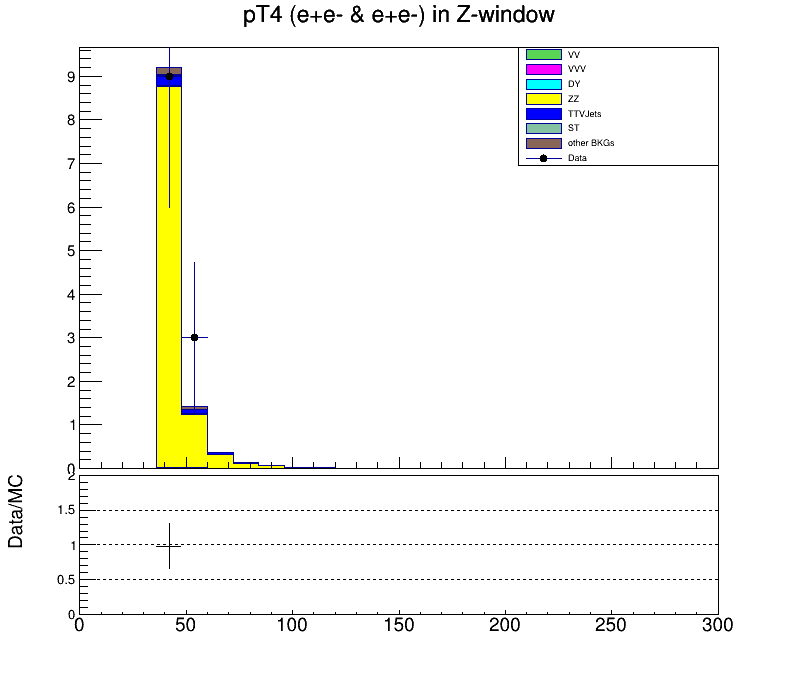 pT4 (e+e- & e+e-) in Z-window
9
8
7
6
5
4
3
2
1
0
VV
VVV
DY
ZZ
TTVJets
ST
other BKGs
Data
Data/MC
2
1.5
1
0.5
0
0 50 100 150 200 250 300